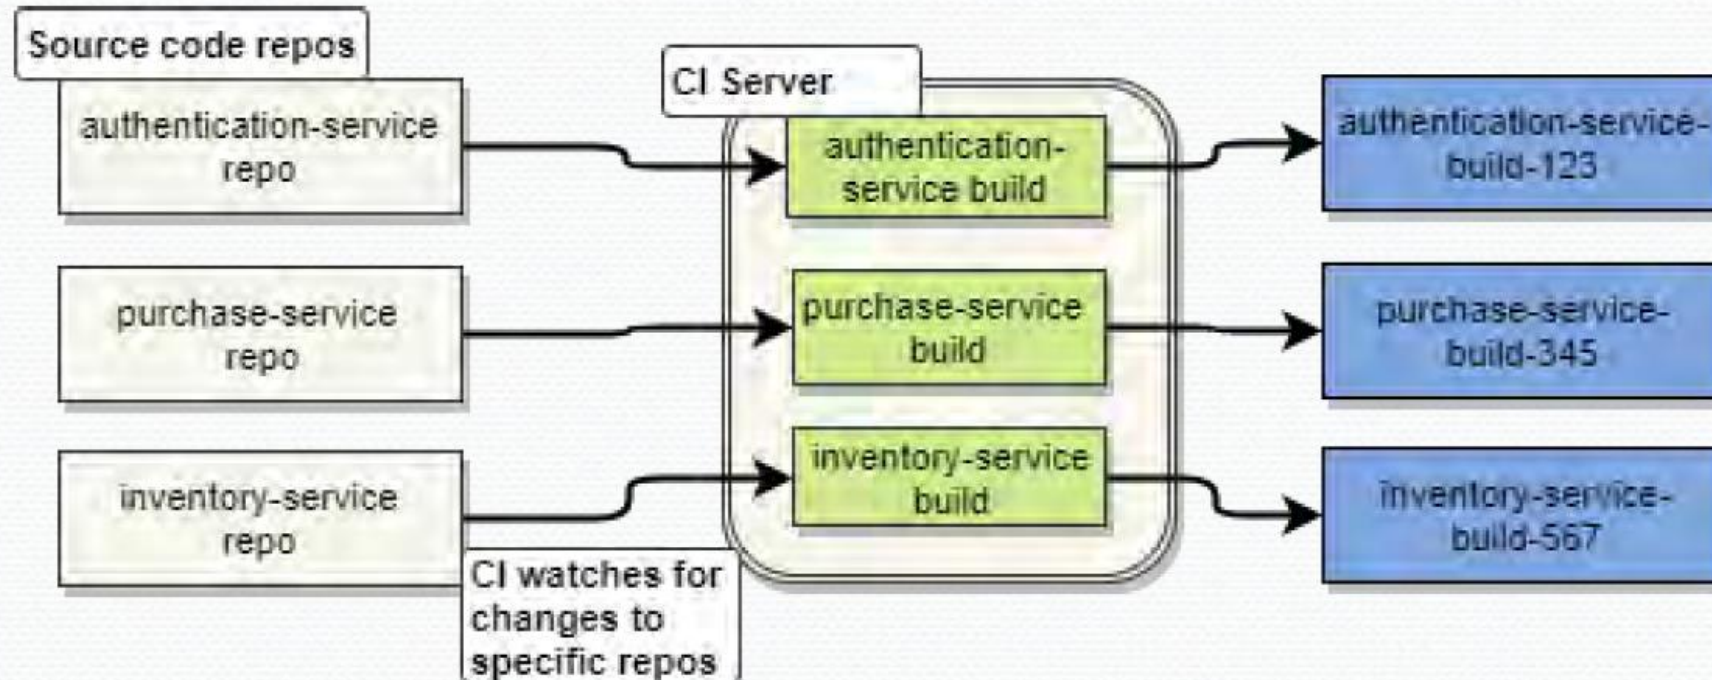 Source code repos
authentication-service
repo
purchase-service
repo
inventory-service
repo
CI watches for
changes to
specific repos
CI Server
authentication-
service build
purchase-service
build
inventory-service
build
authentication-service-
build-123
purchase-service-
build-345
inventory-service-
build-567